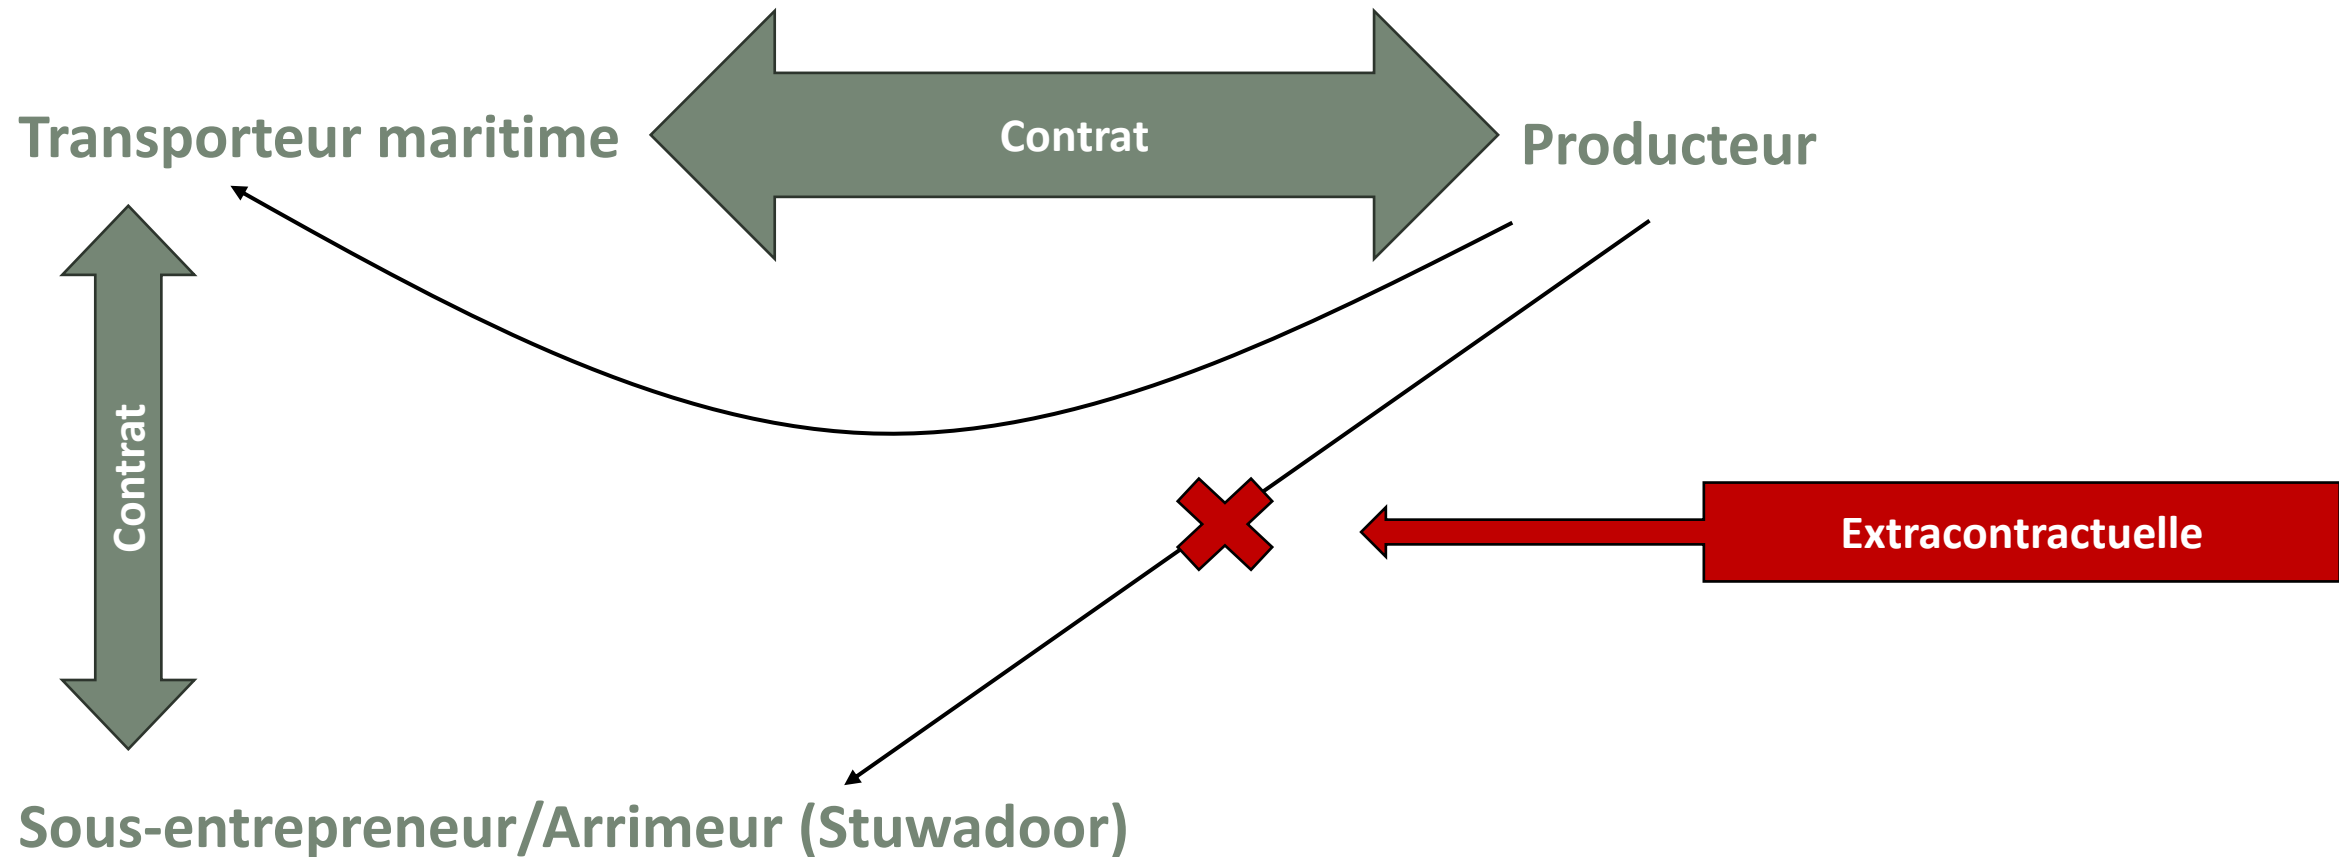 Transporteur maritime
Contrat
Producteur
Contrat
Extracontractuelle
Sous-entrepreneur/Arrimeur (Stuwadoor)